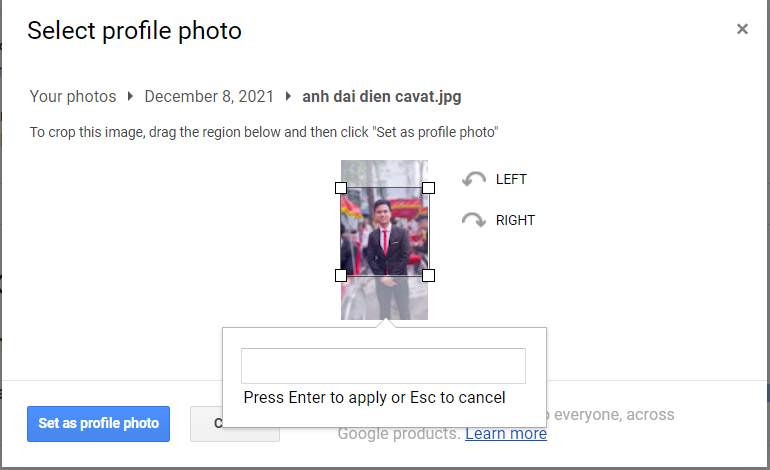 Select profile photo
Your photos December 8, 2021 anh dai dien cavat.jpg
To crop this image, drag the region below and then click "Set as profile photo"
LEFT
RIGHT
Press Enter to apply or Esc to cancel
Set as profile photo
everyone, across
Google products. Learn more